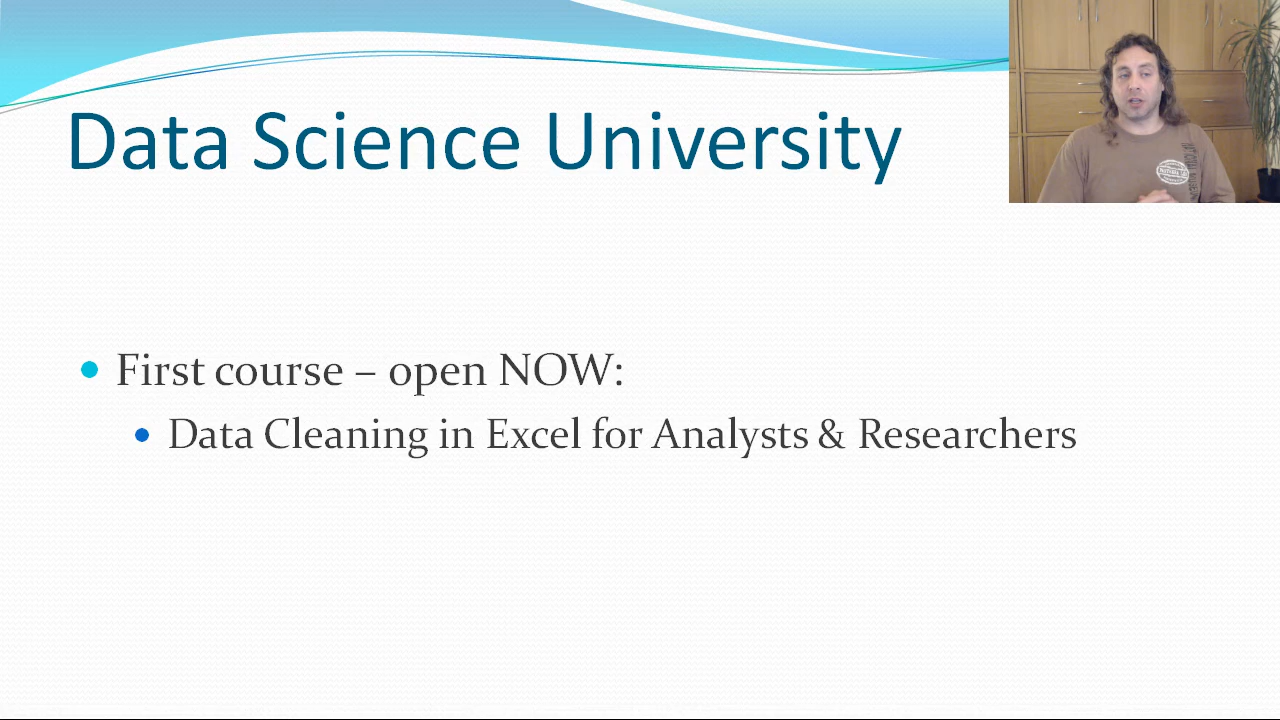 Data Science University
First course – open NOW:
Data Cleaning in Excel for Analysts & Researchers